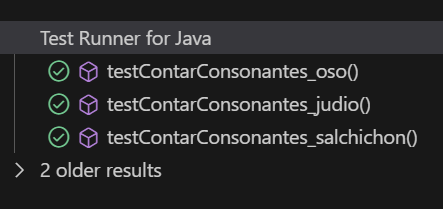 Test Runner for Java
testContarConsonantes_oso()
testContarConsonantes_judio()
testContarConsonantes_salchichon()
2 older results